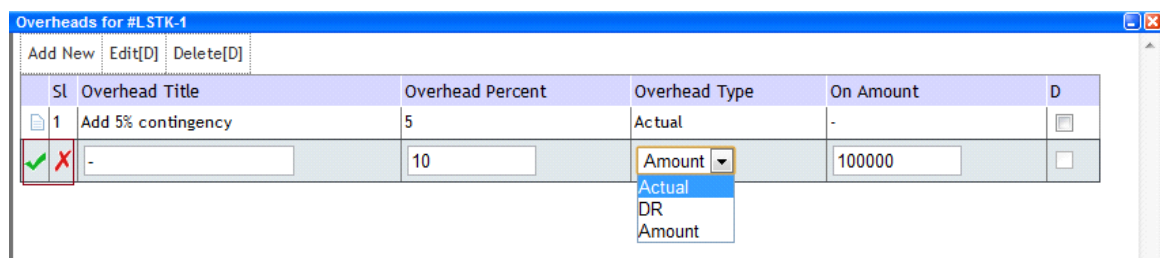 Overheads for #LSTK-1
Add New Edit[D] Delete[D]
Sl Overhead Title Overhead Percent Overhead Type On Amount D
1 Add 5% contingency 5 Actual -
- 10 Amount 100000
Actual
DR
Amount